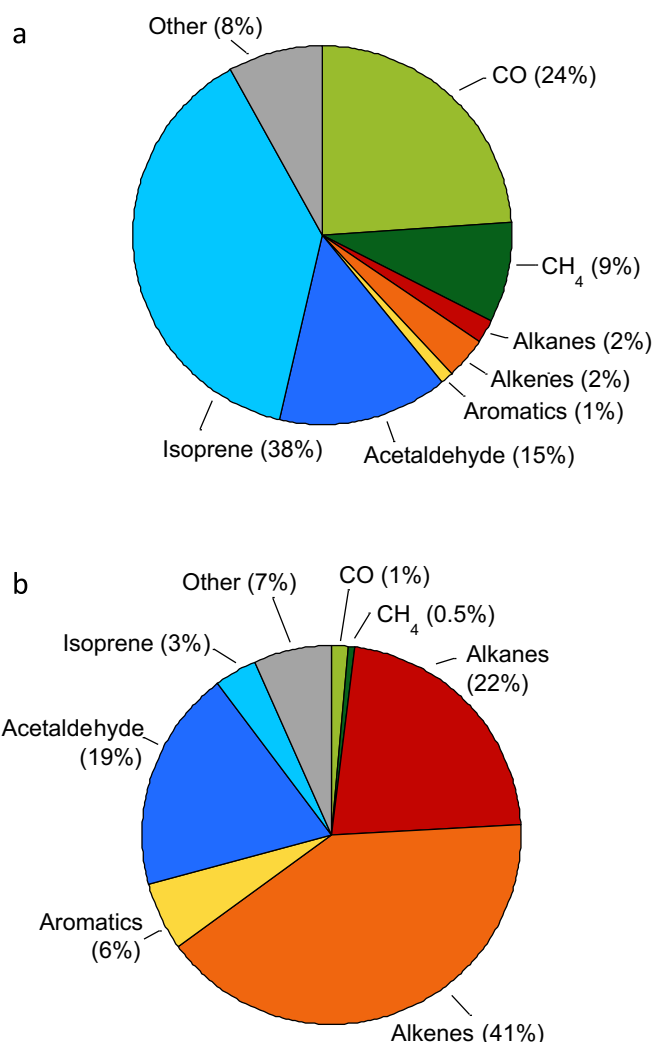 a
Other (8%)
CO (24%)
CH₄ (9%)
Alkanes (2%)
Alkenes (2%)
Aromatics (1%)
Acetaldehyde (15%)
Isoprene (38%)
b
Other (7%)
CO (1%)
CH₄ (0.5%)
Isoprene (3%)
Alkanes
(22%)
Acetaldehyde
(19%)
Aromatics
(6%)
Alkenes (41%)